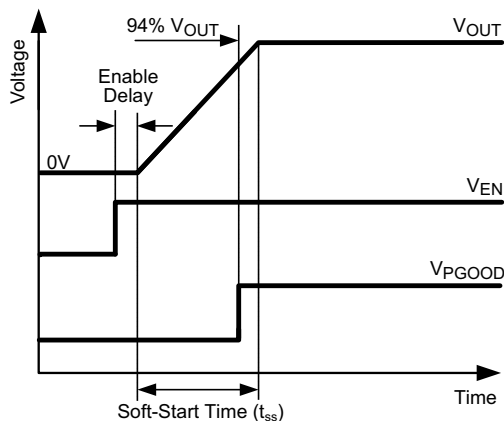 94% VOUT
VOUT
Enable
Delay
Voltage
0V
VEN
VPGOOD
Time
Soft-Start Time (tss)